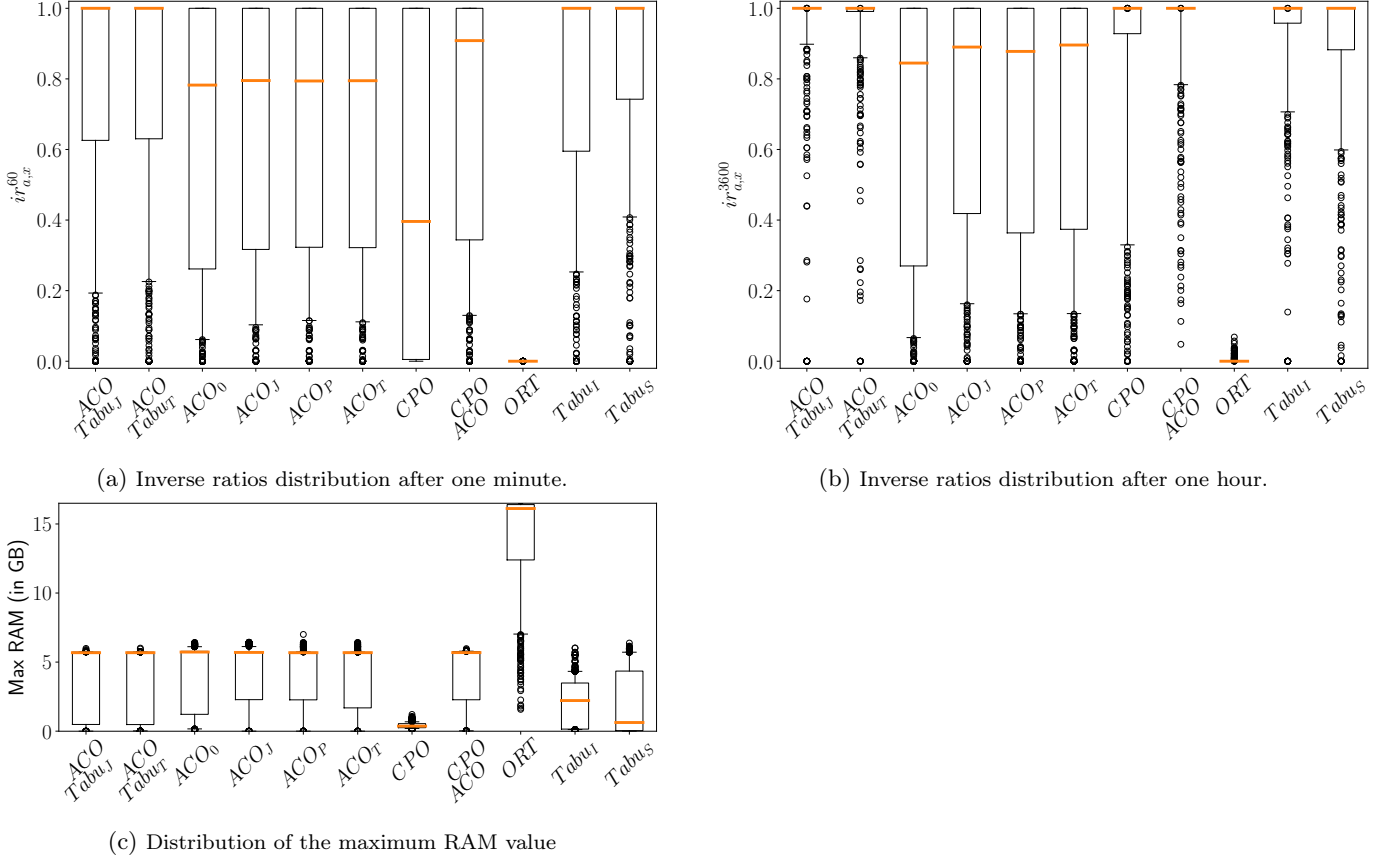 1.0
0.8
0.6
0.4
0.2
0.0
ir^{60}_{a,x}
ACO Tabu_J
ACO Tabu_T
ACO_0
ACO_J
ACO_P
ACO_T
CPO
CPO ACO
ORT
Tabu_I
Tabu_S
(a) Inverse ratios distribution after one minute.
1.0
0.8
0.6
0.4
0.2
0.0
ir^{3600}_{a,x}
ACO Tabu_J
ACO Tabu_T
ACO_0
ACO_J
ACO_P
ACO_T
CPO
CPO ACO
ORT
Tabu_I
Tabu_S
(b) Inverse ratios distribution after one hour.
15
10
5
0
Max RAM (in GB)
ACO Tabu_J
ACO Tabu_T
ACO_0
ACO_J
ACO_P
ACO_T
CPO
CPO ACO
ORT
Tabu_I
Tabu_S
(c) Distribution of the maximum RAM value